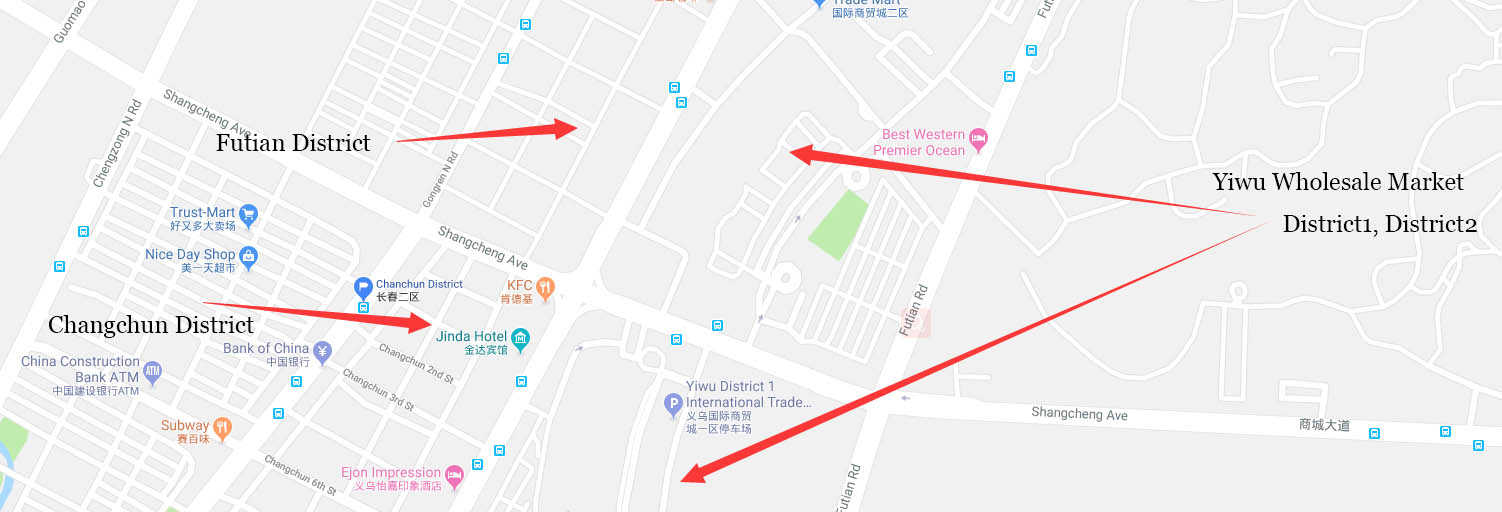 Trade Mart
国际商贸城二区
Guomao
Fut
Shangcheng Ave
Chengzong N Rd
Futian District
Gongren N Rd
Best Western
Premier Ocean
Yiwu Wholesale Market
District1, District2
Trust-Mart
好又多大卖场
Nice Day Shop
美一天超市
Shangcheng Ave
Chanchun District
长春二区
KFC
肯德基
Futian Rd
Changchun District
Jinda Hotel
金达宾馆
Bank of China
中国银行
China Construction
Bank ATM
中国建设银行ATM
Changchun 2nd St
Changchun 3rd St
Yiwu District 1
International Trade...
义乌国际商贸
城一区停车场
Shangcheng Ave
商城大道
Subway
赛百味
Changchun 6th St
Ejon Impression
义乌怡嘉印象酒店
Futian Rd